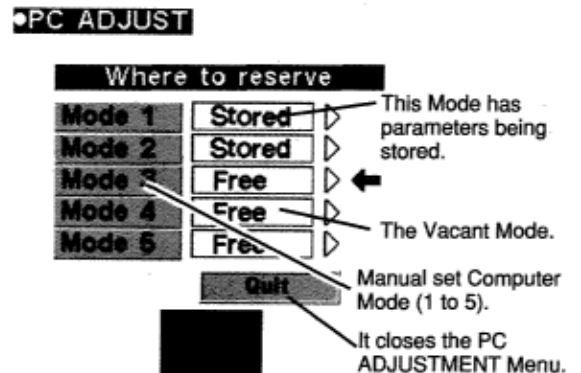 ●PC ADJUST
Where to reserve
Mode 1 Stored
Mode 2 Stored
Mode 3 Free
Mode 4 Free
Mode 5 Free
Quit
This Mode has
parameters being
stored.
The Vacant Mode.
Manual set Computer
Mode (1 to 5).
It closes the PC
ADJUSTMENT Menu.